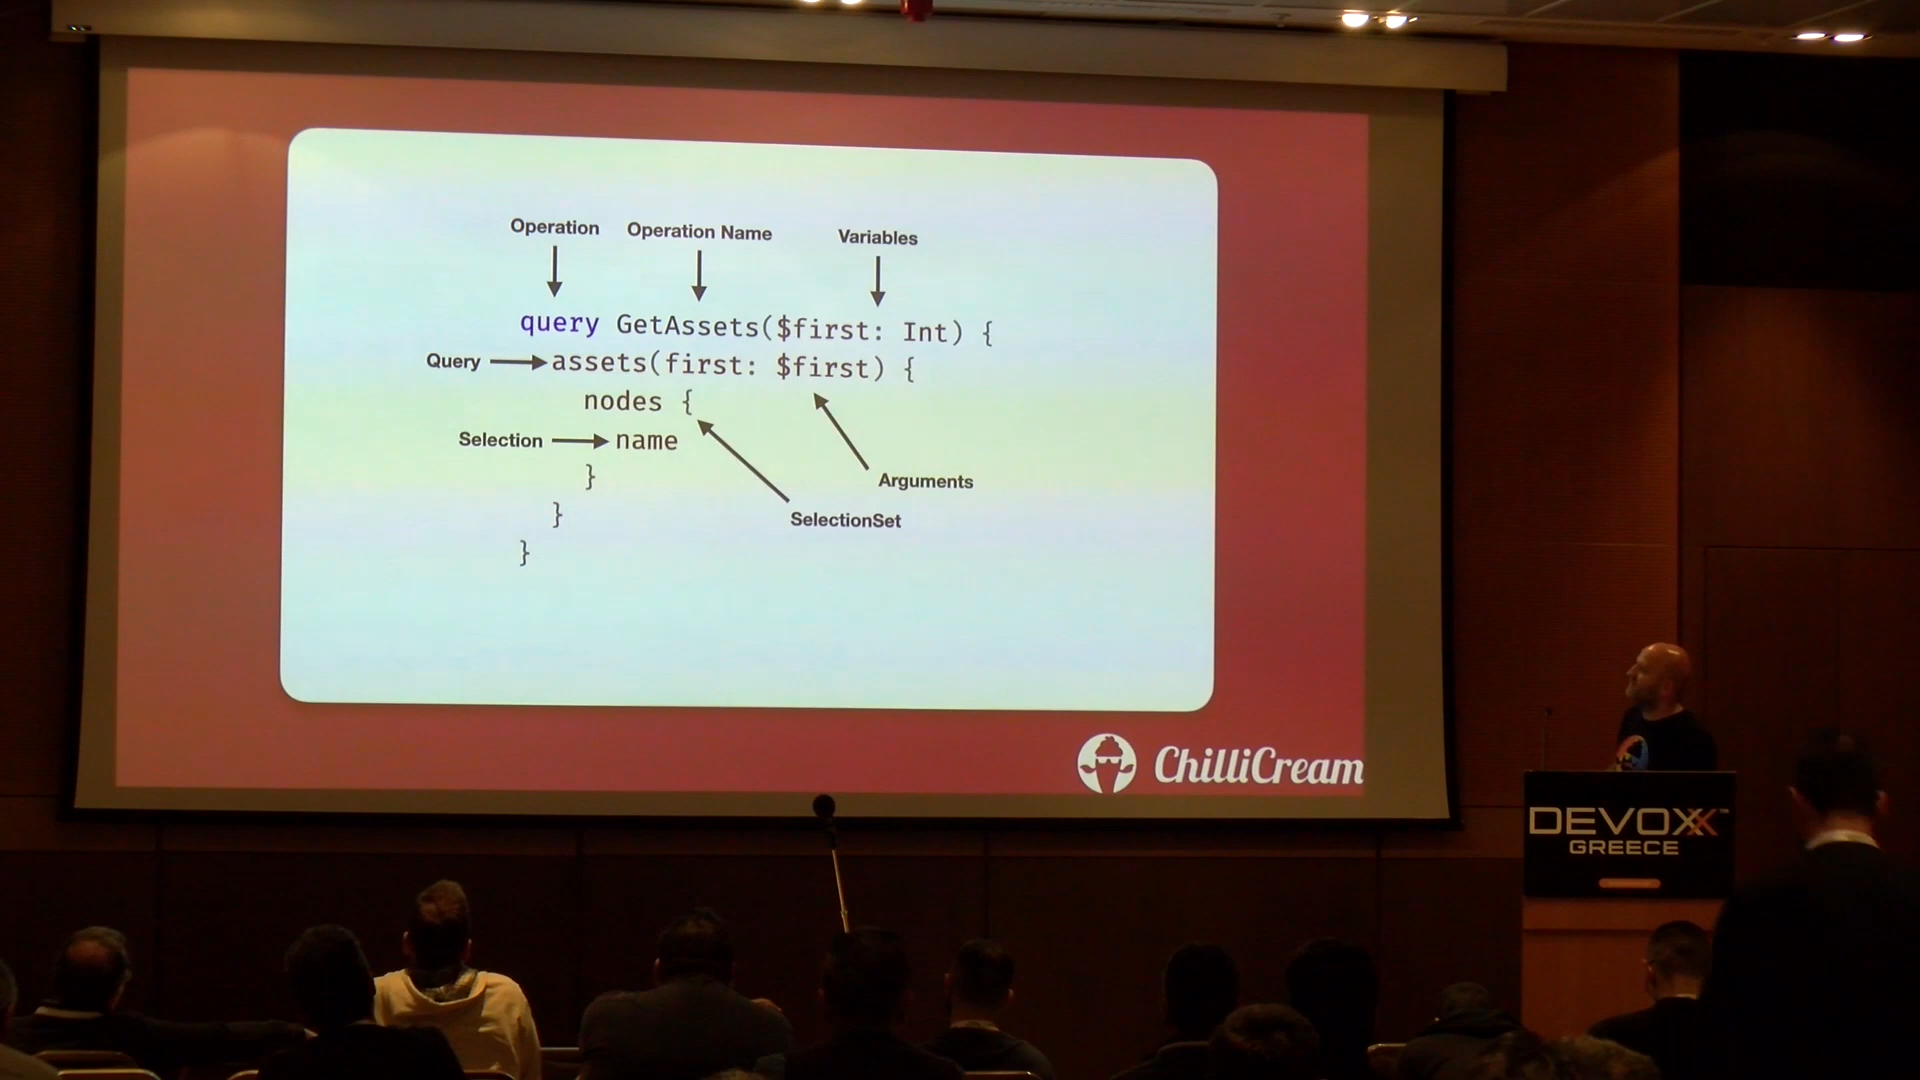 Operation Operation Name Variables
query GetAssets($first: Int) {
Query assets(first: $first) {
nodes {
Selection name
}
Arguments
}
SelectionSet
}
ChilliCream
DEVOXX™
GREECE